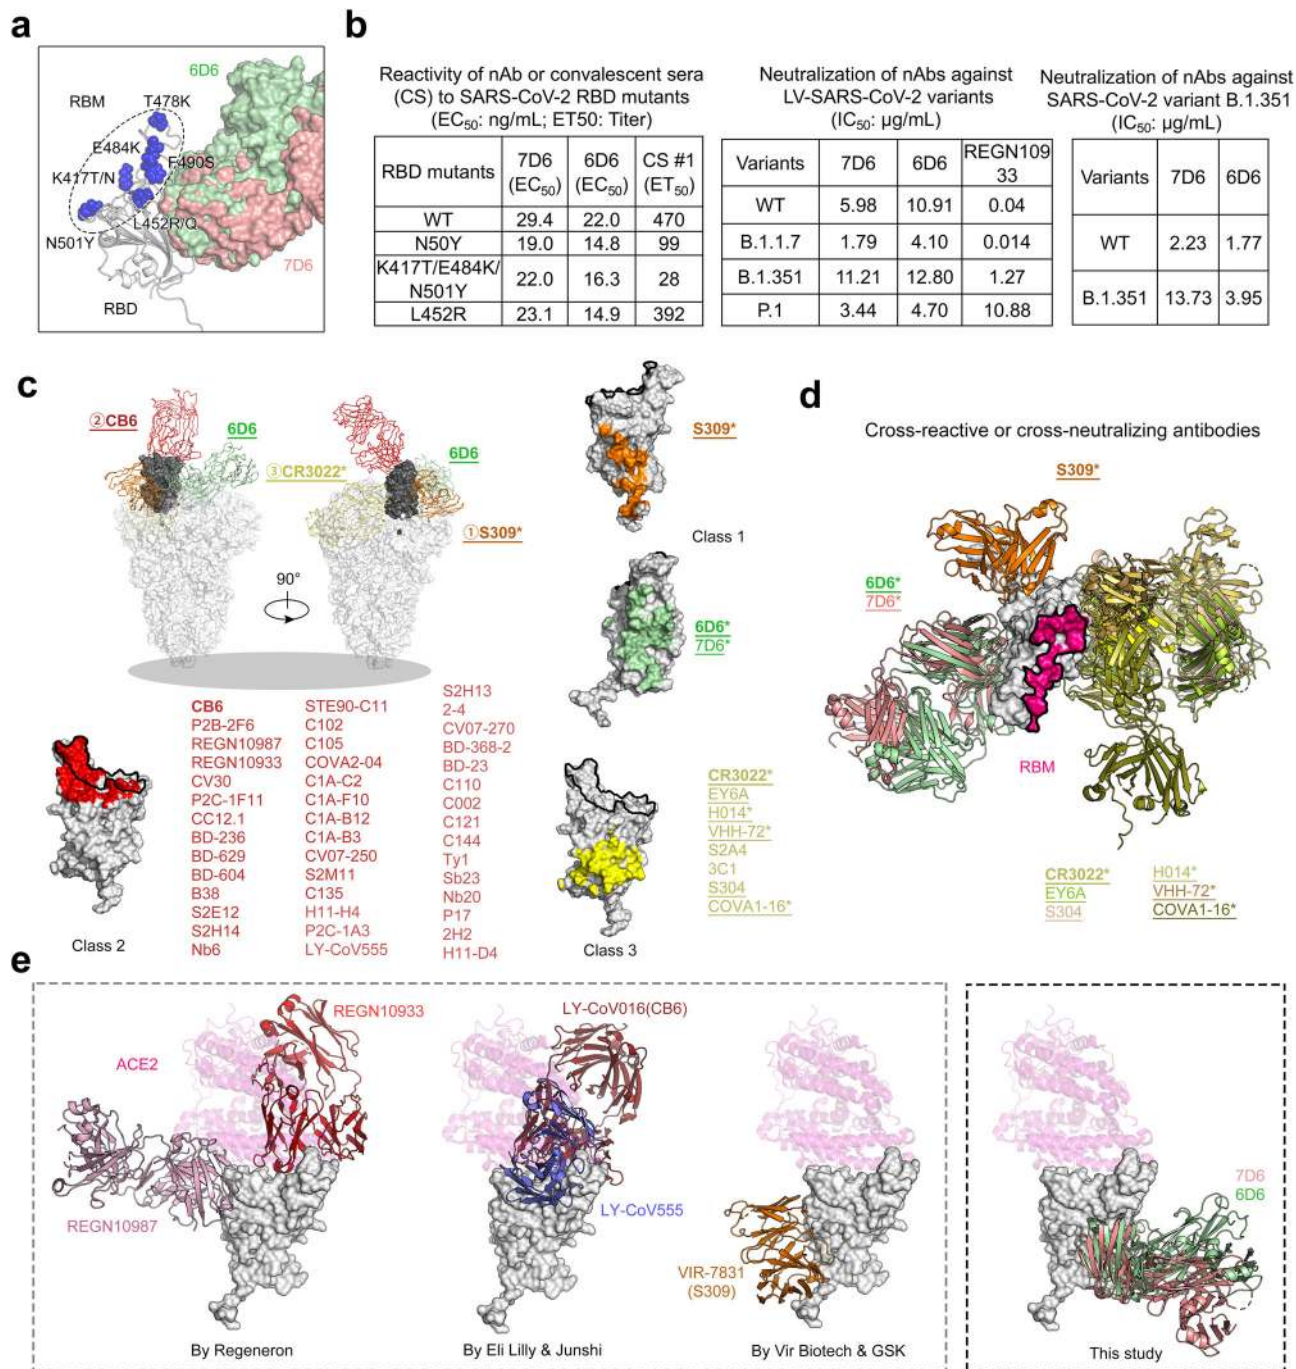 a
6D6
RBM
T478K
E484K
F490S
K417T/N
L452R/Q
N501Y
7D6
RBD
b
Reactivity of nAb or convalescent sera
(CS) to SARS-CoV-2 RBD mutants
(EC50: ng/mL; ET50: Titer)
RBD mutants 7D6 (EC50) 6D6 (EC50) CS #1 (ET50)
WT 29.4 22.0 470
N50Y 19.0 14.8 99
K417T/E484K/
N501Y 22.0 16.3 28
L452R 23.1 14.9 392
Neutralization of nAbs against
LV-SARS-CoV-2 variants
(IC50: µg/mL)
Variants 7D6 6D6 REGN109
33
WT 5.98 10.91 0.04
B.1.1.7 1.79 4.10 0.014
B.1.351 11.21 12.80 1.27
P.1 3.44 4.70 10.88
Neutralization of nAbs against
SARS-CoV-2 variant B.1.351
(IC50: µg/mL)
Variants 7D6 6D6
WT 2.23 1.77
B.1.351 13.73 3.95
c
②CB6
6D6
③CR3022*
6D6
①S309*
90°
S309*
Class 1
6D6*
7D6*
Class 2
CB6
P2B-2F6
REGN10987
REGN10933
CV30
P2C-1F11
CC12.1
BD-236
BD-629
BD-604
B38
S2E12
S2H14
Nb6
STE90-C11
C102
C105
COVA2-04
C1A-C2
C1A-F10
C1A-B12
C1A-B3
CV07-250
S2M11
C135
H11-H4
P2C-1A3
LY-CoV555
S2H13
2-4
CV07-270
BD-368-2
BD-23
C110
C002
C121
C144
Ty1
Sb23
Nb20
P17
2H2
H11-D4
Class 3
CR3022*
EY6A
H014*
VHH-72*
S2A4
3C1
S304
COVA1-16*
d
Cross-reactive or cross-neutralizing antibodies
S309*
6D6*
7D6*
RBM
CR3022*
EY6A
S304
H014*
VHH-72*
COVA1-16*
e
REGN10933
ACE2
REGN10987
By Regeneron
LY-CoV016(CB6)
LY-CoV555
By Eli Lilly & Junshi
VIR-7831
(S309)
By Vir Biotech & GSK
7D6
6D6
This study